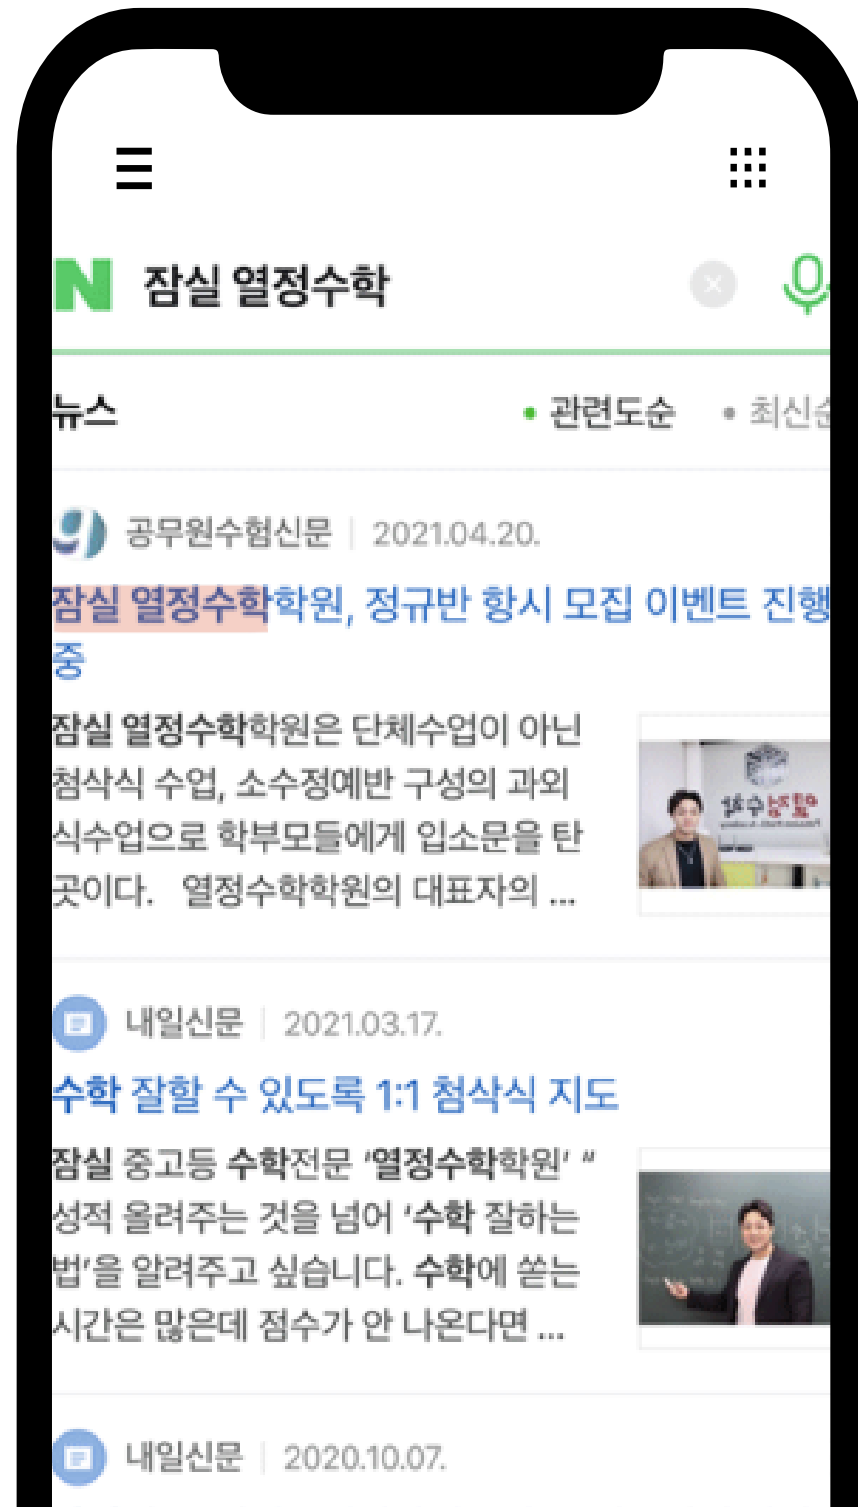 N 잠실 열정수학
뉴스 • 관련도순 • 최신순
공무원수험신문 | 2021.04.20.
잠실 열정수학학원, 정규반 항시 모집 이벤트 진행
중
잠실 열정수학학원은 단체수업이 아닌
첨삭식 수업, 소수정예반 구성의 과외
식수업으로 학부모들에게 입소문을 탄
곳이다. 열정수학학원의 대표자의 ...
열정수학
내일신문 | 2021.03.17.
수학 잘할 수 있도록 1:1 첨삭식 지도
잠실 중고등 수학전문 ‘열정수학학원’ “
성적 올려주는 것을 넘어 ‘수학 잘하는
법’을 알려주고 싶습니다. 수학에 쏟는
시간은 많은데 점수가 안 나온다면 ...
내일신문 | 2020.10.07.